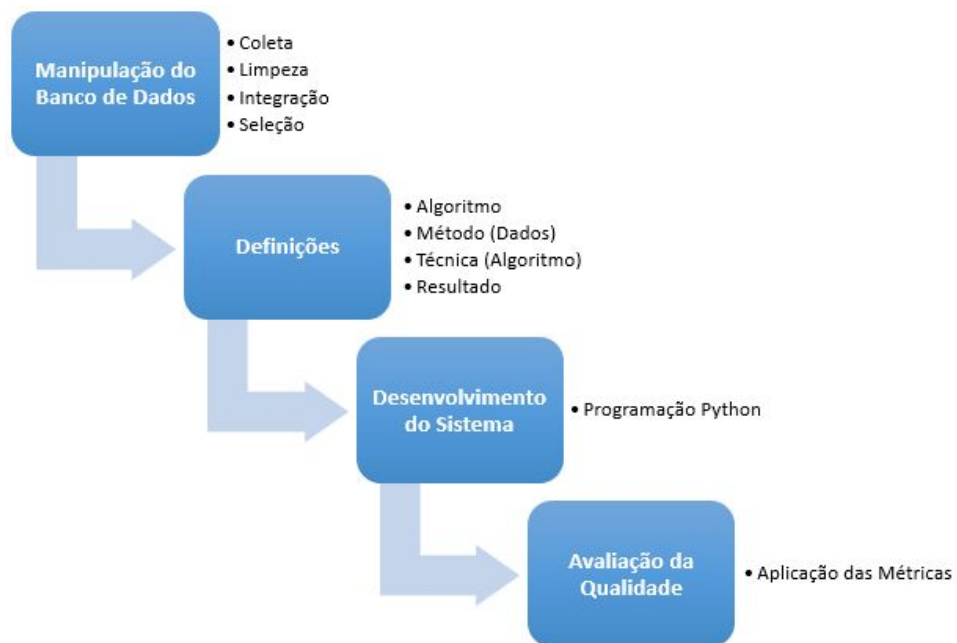 Manipulação do
Banco de Dados
• Coleta
• Limpeza
• Integração
• Seleção
Definições
• Algoritmo
• Método (Dados)
• Técnica (Algoritmo)
• Resultado
Desenvolvimento
do Sistema
• Programação Python
Avaliação da
Qualidade
• Aplicação das Métricas